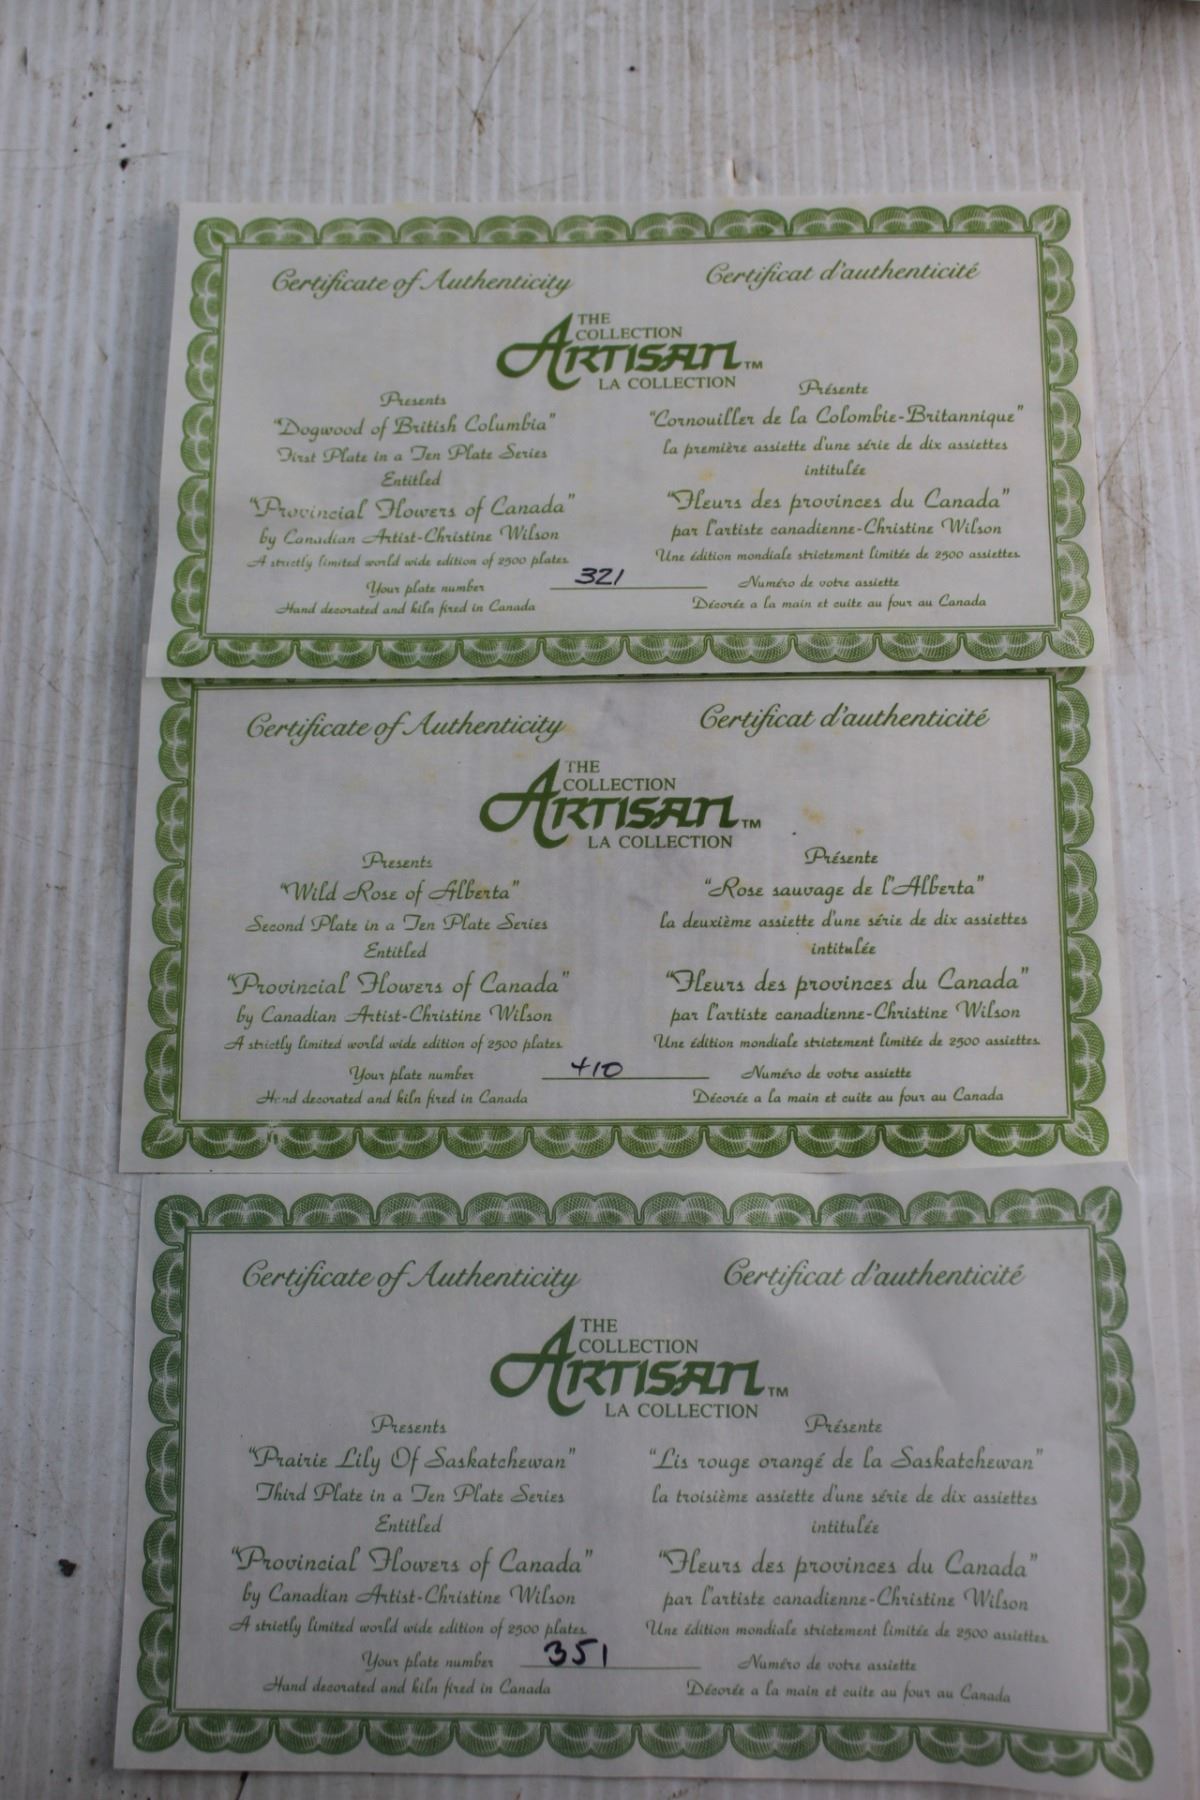 Certificate of Authenticity
Certificat d'authenticité
THE
COLLECTION
ARTISAN™
LA COLLECTION
Presents
"Dogwood of British Columbia"
First Plate in a Ten Plate Series
Entitled
"Provincial Flowers of Canada"
by Canadian Artist-Christine Wilson
A strictly limited world wide edition of 2500 plates.
Présente
"Cornouiller de la Colombie-Britannique"
la première assiette d'une série de dix assiettes
intitulée
"Fleurs des provinces du Canada"
par l'artiste canadienne-Christine Wilson
Une édition mondiale strictement limitée de 2500 assiettes.
Your plate number 321 Numéro de votre assiette
Hand decorated and kiln fired in Canada
Décorée a la main et cuite au four au Canada
Certificate of Authenticity
Certificat d'authenticité
THE
COLLECTION
ARTISAN™
LA COLLECTION
Presents
"Wild Rose of Alberta"
Second Plate in a Ten Plate Series
Entitled
"Provincial Flowers of Canada"
by Canadian Artist-Christine Wilson
A strictly limited world wide edition of 2500 plates.
Présente
"Rose sauvage de l'Alberta"
la deuxième assiette d'une série de dix assiettes
intitulée
"Fleurs des provinces du Canada"
par l'artiste canadienne-Christine Wilson
Une édition mondiale strictement limitée de 2500 assiettes.
Your plate number 410 Numéro de votre assiette
Hand decorated and kiln fired in Canada
Décorée a la main et cuite au four au Canada
Certificate of Authenticity
Certificat d'authenticité
THE
COLLECTION
ARTISAN™
LA COLLECTION
Presents
"Prairie Lily Of Saskatchewan"
Third Plate in a Ten Plate Series
Entitled
"Provincial Flowers of Canada"
by Canadian Artist-Christine Wilson
A strictly limited world wide edition of 2500 plates.
Présente
"Lis rouge orangé de la Saskatchewan"
la troisième assiette d'une série de dix assiettes
intitulée
"Fleurs des provinces du Canada"
par l'artiste canadienne-Christine Wilson
Une édition mondiale strictement limitée de 2500 assiettes.
Your plate number 351 Numéro de votre assiette
Hand decorated and kiln fired in Canada
Décorée a la main et cuite au four au Canada